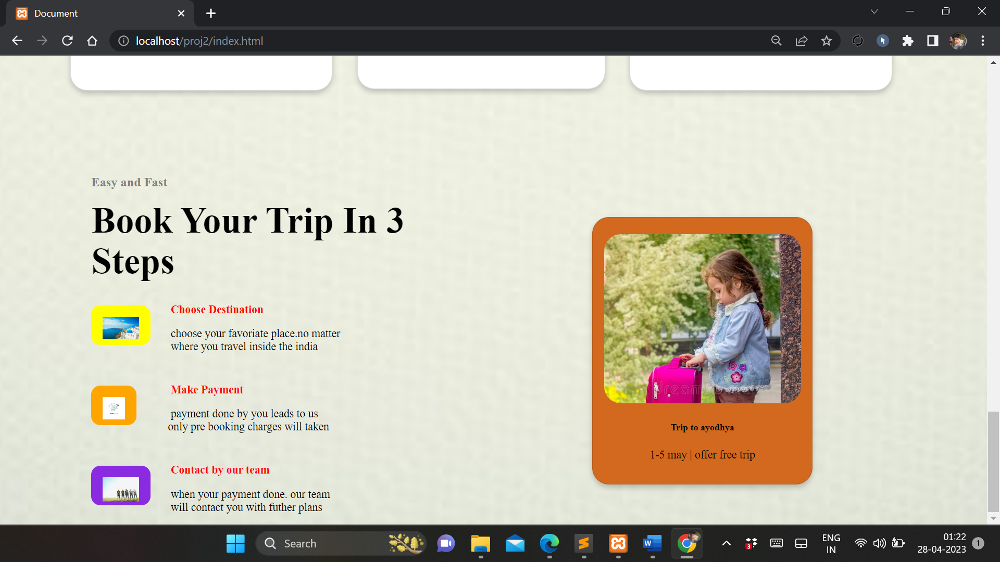 Document
localhost/proj2/index.html
Easy and Fast
Book Your Trip In 3
Steps
Choose Destination
choose your favoriate place.no matter
where you travel inside the india
Make Payment
payment done by you leads to us
only pre booking charges will taken
Contact by our team
when your payment done. our team
will contact you with futher plans
Trip to ayodhya
1-5 may | offer free trip
Search
3
ENG
IN
01:22
28-04-2023
1